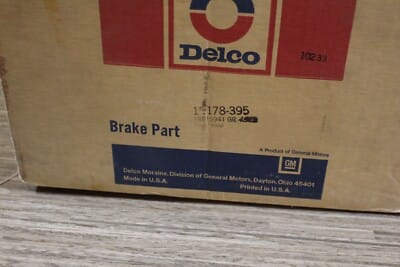 Delco
10233
178-395
Brake Part
A Product of General Motors
GM
Delco Moraine, Division of General Motors, Dayton, Ohio 45401
Made in U.S.A.
Printed in U.S.A.